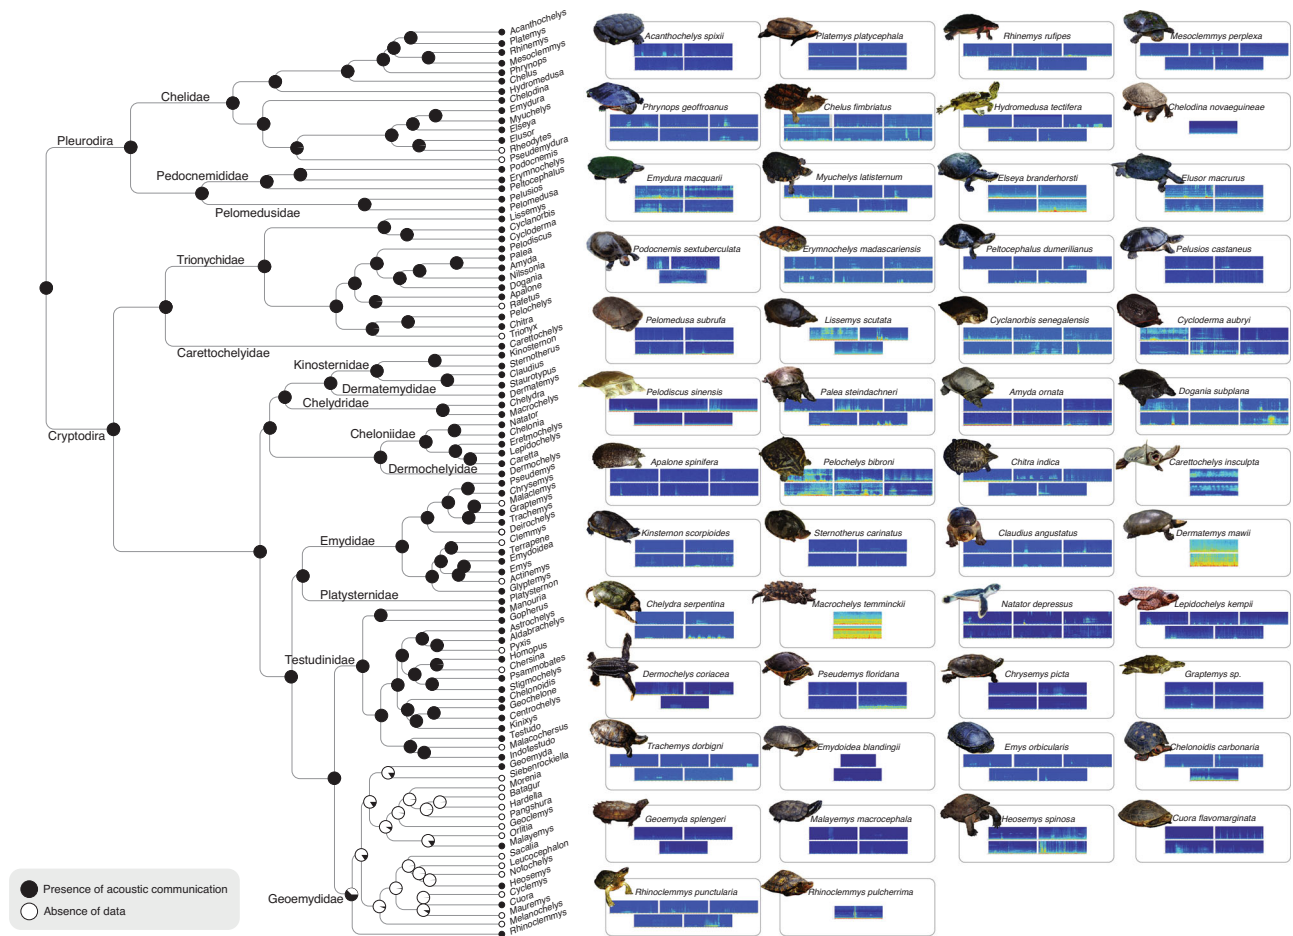 Acanthochelys
Platemys
Rhinemys
Mesoclemmys
Phrynops
Chelus
Hydromedusa
Chelodina
Emydura
Myuchelys
Elseya
Elusor
Rheodytes
Pseudemydura
Podocnemis
Erymnochelys
Peltocephalus
Pelusios
Pelomedusa
Lissemys
Cyclanorbis
Cycloderma
Pelodiscus
Palea
Amyda
Nilssonia
Dogania
Apalone
Rafetus
Pelochelys
Chitra
Trionyx
Carettochelys
Kinosternon
Sternotherus
Claudius
Staurotypus
Dermatemys
Chelydra
Macrochelys
Natator
Chelonia
Eretmochelys
Lepidochelys
Caretta
Dermochelys
Pseudemys
Chrysemys
Malaclemys
Graptemys
Trachemys
Deirochelys
Clemmys
Terrapene
Emydoidea
Emys
Actinemys
Glyptemys
Platysternon
Manouria
Gopherus
Astrochelys
Aldabrachelys
Pyxis
Homopus
Chersina
Psammobates
Stigmochelys
Chelonoidis
Geochelone
Centrochelys
Kinixys
Testudo
Malacochersus
Indotestudo
Geoemyda
Siebenrockiella
Morenia
Batagur
Hardella
Pangshura
Geoclemys
Orlitia
Malayemys
Sacalia
Leucocephalon
Notochelys
Heosemys
Cyclemys
Cuora
Mauremys
Melanochelys
Rhinoclemmys
Chelidae
Pleurodira
Pedocnemididae
Pelomedusidae
Trionychidae
Carettochelyidae
Kinosternidae
Dermatemydidae
Chelydridae
Cryptodira
Cheloniidae
Dermochelyidae
Emydidae
Platysternidae
Testudinidae
Geoemydidae
Presence of acoustic communication
Absence of data
Acanthochelys spixii
Platemys platycephala
Rhinemys rufipes
Mesoclemmys perplexa
Phrynops geoffroanus
Chelus fimbriatus
Hydromedusa tectifera
Chelodina novaeguineae
Emydura macquarii
Myuchelys latisternum
Elseya branderhorsti
Elusor macrurus
Podocnemis sextuberculata
Erymnochelys madascariensis
Peltocephalus dumerilianus
Pelusios castaneus
Pelomedusa subrufa
Lissemys scutata
Cyclanorbis senegalensis
Cycloderma aubryi
Pelodiscus sinensis
Palea steindachneri
Amyda ornata
Dogania subplana
Apalone spinifera
Pelochelys bibroni
Chitra indica
Carettochelys insculpta
Kinstemon scorpioides
Sternotherus carinatus
Claudius angustatus
Dermatemys mawii
Chelydra serpentina
Macrochelys temminckii
Natator depressus
Lepidochelys kempii
Dermochelys coriacea
Pseudemys floridana
Chrysemys picta
Graptemys sp.
Trachemys dorbigni
Emydoidea blandingii
Emys orbicularis
Chelonoidis carbonaria
Geoemyda splengeri
Malayemys macrocephala
Heosemys spinosa
Cuora flavomarginata
Rhinoclemmys punctularia
Rhinoclemmys pulcherrima